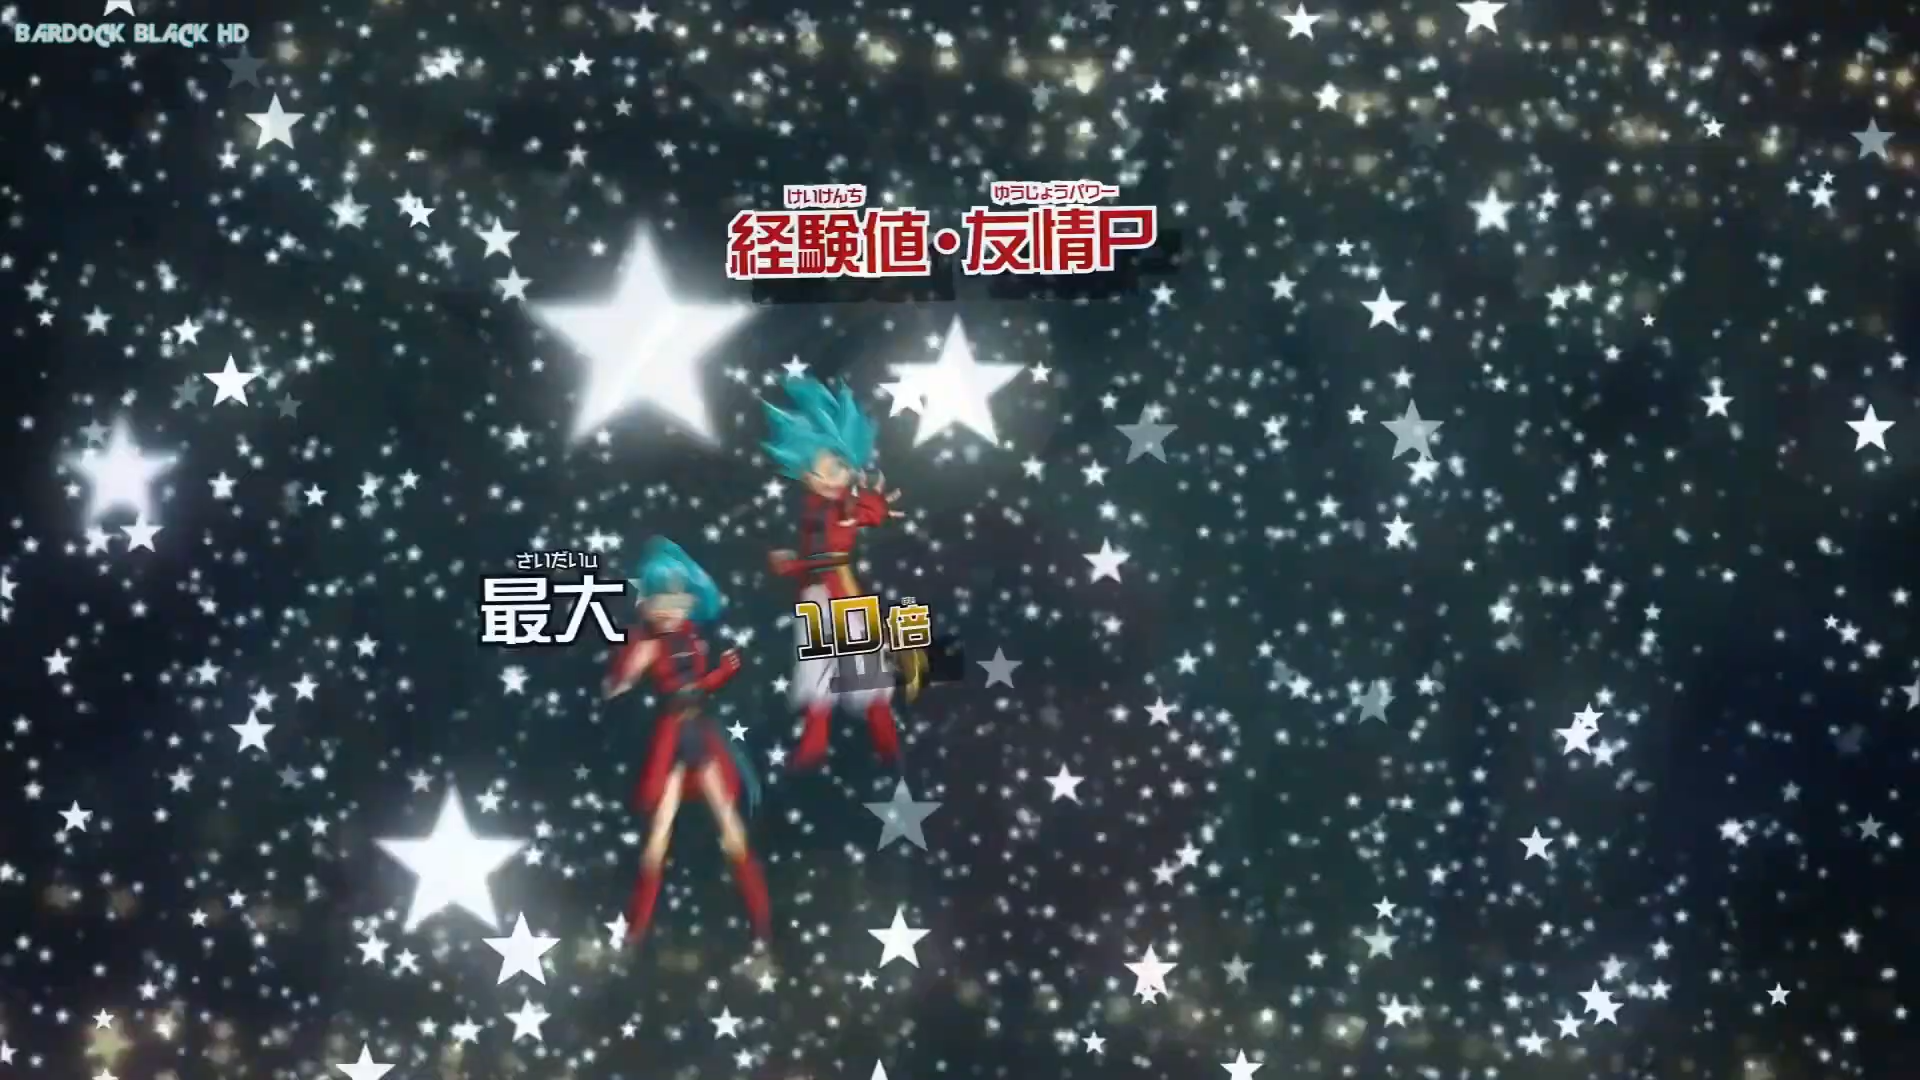 BARDOCK BLACK HD
けいけんち ゆうじょうパワー
経験値・友情P
さいだい
最大
10倍